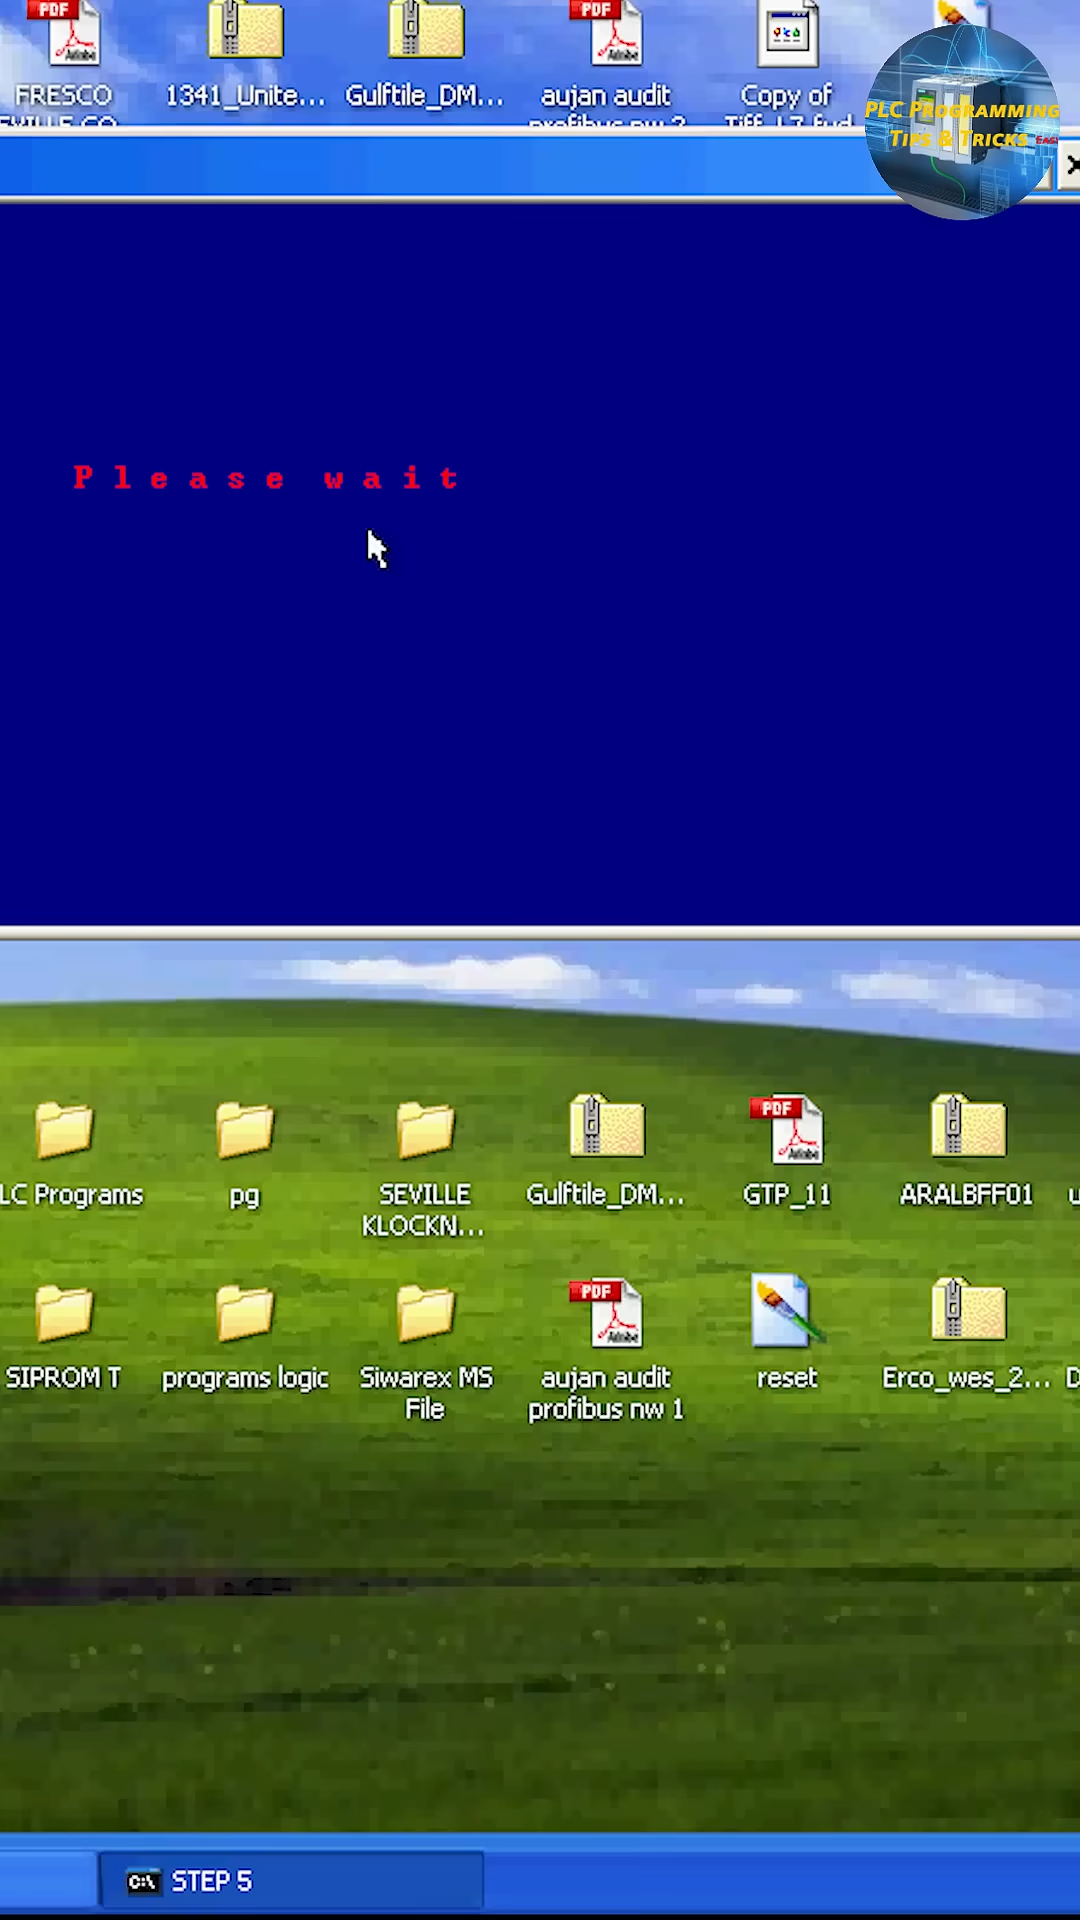 FRESCO
1341_Unite...
Gulftile_DM...
aujan audit
Copy of
PLC PROGRAMMING
TIPS & TRICKS EASY
Please wait
LC Programs
pg
SEVILLE
KLOCKN...
Gulftile_DM...
GTP_11
ARALBFF01
SIPROM T
programs logic
Siwarex MS
File
aujan audit
profibus nw 1
reset
Erco_wes_2...
STEP 5